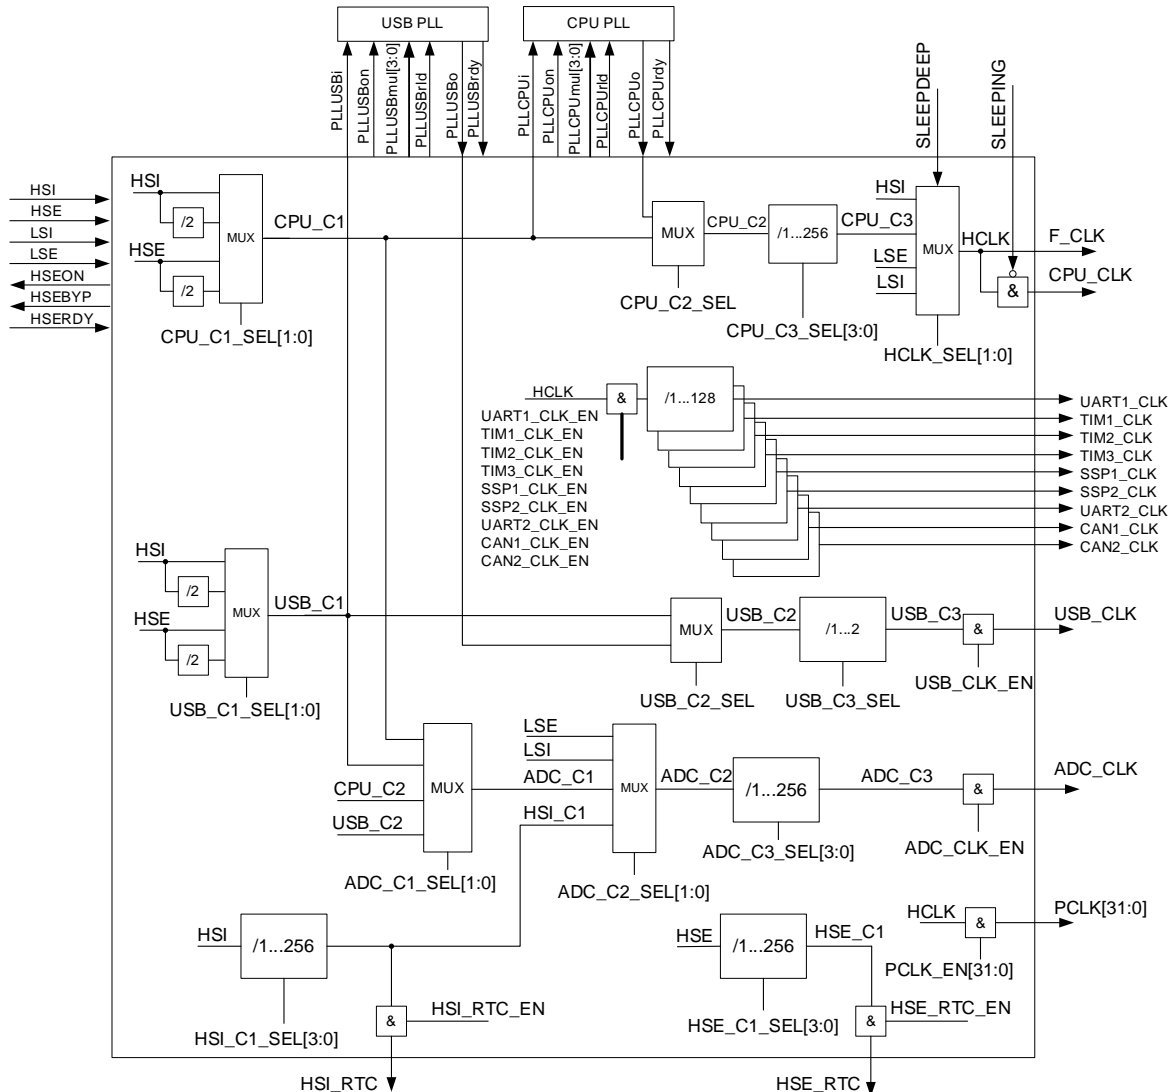 USB PLL
CPU PLL
PLLUSBi
PLLUSBon
PLLUSBmul[3:0]
PLLUSBrld
PLLUSBo
PLLUSBrdy
PLLCPUi
PLLCPUon
PLLCPUmul[3:0]
PLLCPUrld
PLLCPUo
PLLCPUrdy
SLEEPDEEP
SLEEPING
HSI
HSE
LSI
LSE
HSEON
HSEBYP
HSERDY
HSI
/2
HSE
/2
MUX
CPU_C1
CPU_C1_SEL[1:0]
MUX
CPU_C2
CPU_C2_SEL
/1...256
CPU_C3
CPU_C3_SEL[3:0]
HSI
LSE
LSI
MUX
HCLK
HCLK_SEL[1:0]
&
F_CLK
CPU_CLK
HCLK
&
/1...128
UART1_CLK_EN
TIM1_CLK_EN
TIM2_CLK_EN
TIM3_CLK_EN
SSP1_CLK_EN
SSP2_CLK_EN
UART2_CLK_EN
CAN1_CLK_EN
CAN2_CLK_EN
UART1_CLK
TIM1_CLK
TIM2_CLK
TIM3_CLK
SSP1_CLK
SSP2_CLK
UART2_CLK
CAN1_CLK
CAN2_CLK
HSI
/2
HSE
/2
MUX
USB_C1
USB_C1_SEL[1:0]
MUX
USB_C2
USB_C2_SEL
/1...2
USB_C3
USB_C3_SEL
&
USB_CLK_EN
USB_CLK
CPU_C2
USB_C2
MUX
ADC_C1_SEL[1:0]
LSE
LSI
ADC_C1
HSI_C1
MUX
ADC_C2
ADC_C2_SEL[1:0]
/1...256
ADC_C3
ADC_C3_SEL[3:0]
&
ADC_CLK_EN
ADC_CLK
HCLK
&
PCLK[31:0]
PCLK_EN[31:0]
HSI
/1...256
HSI_C1_SEL[3:0]
&
HSI_RTC_EN
HSI_RTC
HSE
/1...256
HSE_C1
HSE_C1_SEL[3:0]
&
HSE_RTC_EN
HSE_RTC